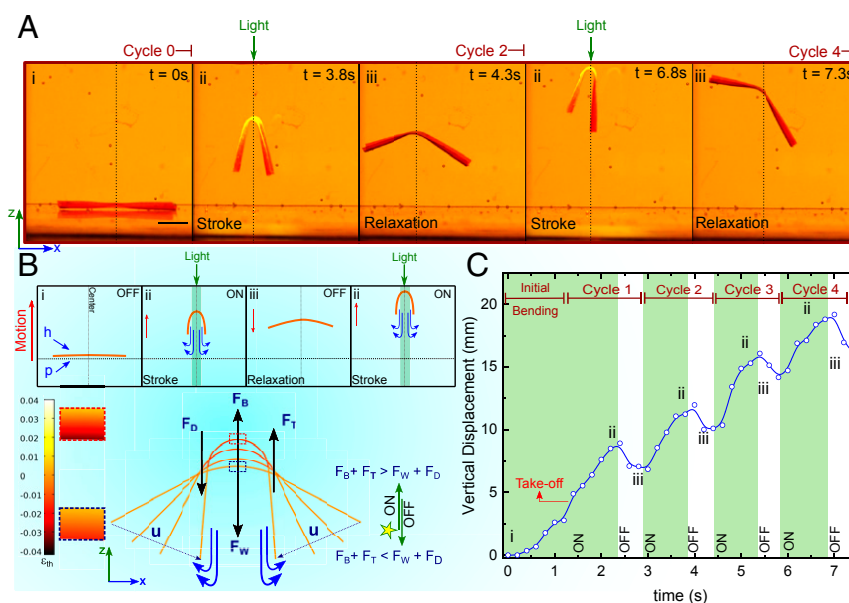 A
Light
Light
Cycle 0
Cycle 2
Cycle 4
i
t = 0s
ii
t = 3.8s
iii
t = 4.3s
ii
t = 6.8s
iii
t = 7.3s
Stroke
Relaxation
Stroke
Relaxation
z
x
B
Light
Light
Motion
i
Center
OFF
ii
ON
iii
OFF
ii
ON
h
p
Stroke
Relaxation
Stroke
0.04
0.03
0.02
0.01
0
-0.01
-0.02
-0.03
-0.04
εth
FB
FD
FT
FB+ FT > FW + FD
ON
OFF
u
u
FW
FB+ FT < FW + FD
z
x
C
Initial
Bending
Cycle 1
Cycle 2
Cycle 3
Cycle 4
Vertical Displacement (mm)
20
15
10
5
0
Take-off
i
ii
iii
ii
iii
ii
iii
ii
iii
ON
OFF
ON
OFF
ON
OFF
ON
OFF
0
1
2
3
4
5
6
7
time (s)